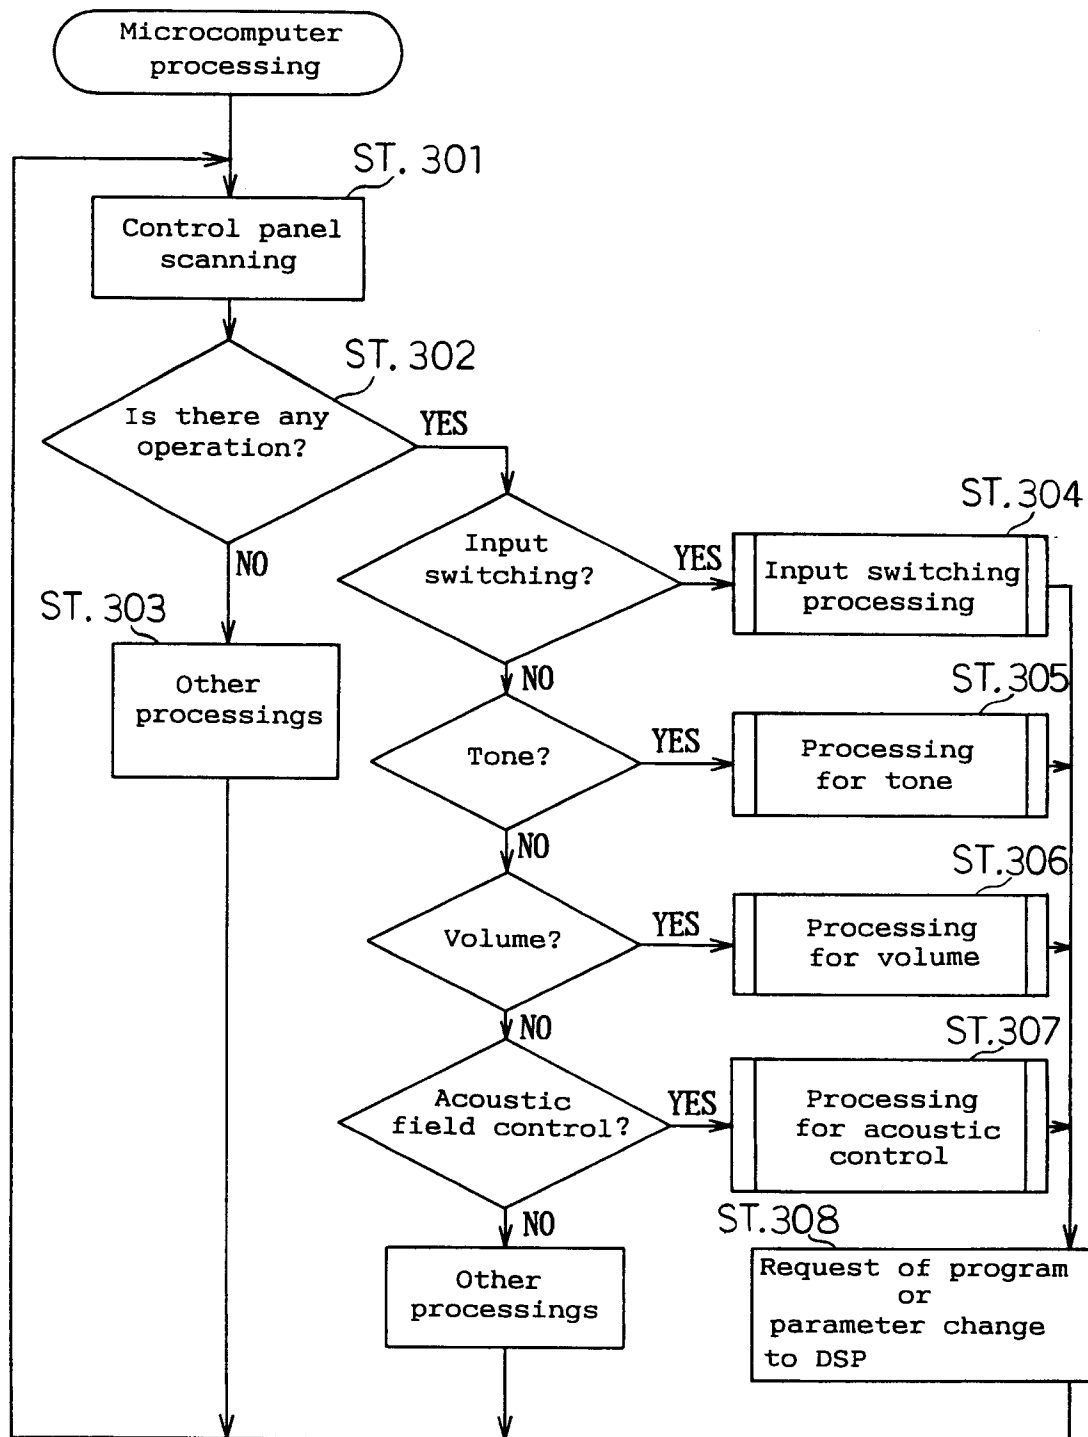 Microcomputer
processing
ST. 301
Control panel
scanning
ST. 302
Is there any
operation?
YES
NO
ST. 303
Other
processings
Input
switching?
YES
ST.304
Input switching
processing
NO
Tone?
YES
ST.305
Processing
for tone
NO
Volume?
YES
ST.306
Processing
for volume
NO
Acoustic
field control?
YES
ST.307
Processing
for acoustic
control
NO
Other
processings
ST.308
Request of program
or
parameter change
to DSP